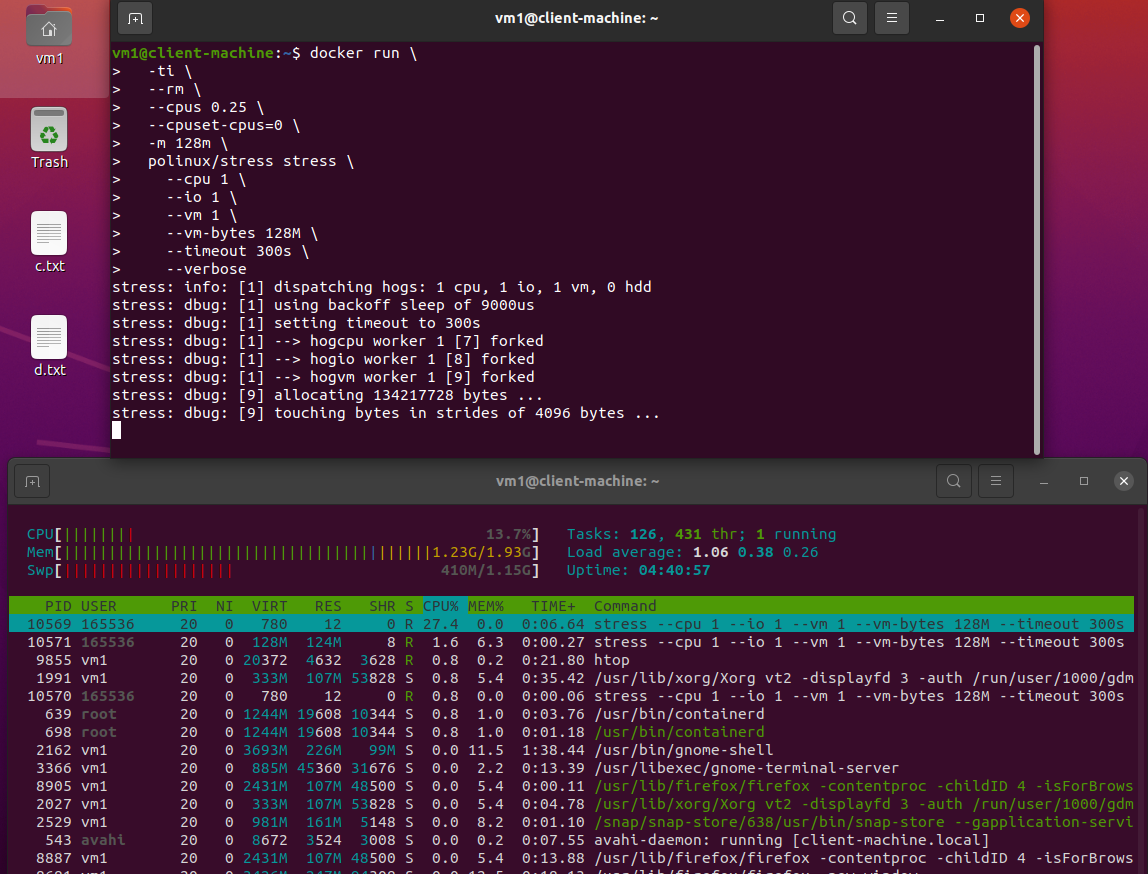 vm1@client-machine: ~
vm1
Trash
c.txt
d.txt
vm1@client-machine:~$ docker run \
>   -ti \
>   --rm \
>   --cpus 0.25 \
>   --cpuset-cpus=0 \
>   -m 128m \
>   polinux/stress stress \
>     --cpu 1 \
>     --io 1 \
>     --vm 1 \
>     --vm-bytes 128M \
>     --timeout 300s \
>     --verbose
stress: info: [1] dispatching hogs: 1 cpu, 1 io, 1 vm, 0 hdd
stress: dbug: [1] using backoff sleep of 9000us
stress: dbug: [1] setting timeout to 300s
stress: dbug: [1] --> hogcpu worker 1 [7] forked
stress: dbug: [1] --> hogio worker 1 [8] forked
stress: dbug: [1] --> hogvm worker 1 [9] forked
stress: dbug: [9] allocating 134217728 bytes ...
stress: dbug: [9] touching bytes in strides of 4096 bytes ...
vm1@client-machine: ~
CPU[|||||||| 13.7%] Tasks: 126, 431 thr; 1 running
Mem[||||||||||||||||||||||||||||||||||||||||1.23G/1.93G] Load average: 1.06 0.38 0.26
Swp[||||||||||||||||||| 410M/1.15G] Uptime: 04:40:57
PID USER PRI NI VIRT RES SHR S CPU% MEM% TIME+ Command
10569 165536 20 0 780 12 0 R 27.4 0.0 0:06.64 stress --cpu 1 --io 1 --vm 1 --vm-bytes 128M --timeout 300s
10571 165536 20 0 128M 124M 8 R 1.6 6.3 0:00.27 stress --cpu 1 --io 1 --vm 1 --vm-bytes 128M --timeout 300s
9855 vm1 20 0 20372 4632 3628 R 0.8 0.2 0:21.80 htop
1991 vm1 20 0 333M 107M 53828 S 0.8 5.4 0:35.42 /usr/lib/xorg/Xorg vt2 -displayfd 3 -auth /run/user/1000/gdm
10570 165536 20 0 780 12 0 R 0.8 0.0 0:00.06 stress --cpu 1 --io 1 --vm 1 --vm-bytes 128M --timeout 300s
639 root 20 0 1244M 19608 10344 S 0.8 1.0 0:03.76 /usr/bin/containerd
698 root 20 0 1244M 19608 10344 S 0.8 1.0 0:01.18 /usr/bin/containerd
2162 vm1 20 0 3693M 226M 99M S 0.0 11.5 1:38.44 /usr/bin/gnome-shell
3366 vm1 20 0 885M 45360 31676 S 0.0 2.2 0:13.39 /usr/libexec/gnome-terminal-server
8905 vm1 20 0 2431M 107M 48500 S 0.0 5.4 0:00.11 /usr/lib/firefox/firefox -contentproc -childID 4 -isForBrows
2027 vm1 20 0 333M 107M 53828 S 0.0 5.4 0:04.78 /usr/lib/xorg/Xorg vt2 -displayfd 3 -auth /run/user/1000/gdm
2529 vm1 20 0 981M 161M 5148 S 0.0 8.2 0:01.10 /snap/snap-store/638/usr/bin/snap-store --gapplication-servi
543 avahi 20 0 8672 3524 3008 S 0.0 0.2 0:07.55 avahi-daemon: running [client-machine.local]
8887 vm1 20 0 2431M 107M 48500 S 0.0 5.4 0:13.88 /usr/lib/firefox/firefox -contentproc -childID 4 -isForBrows